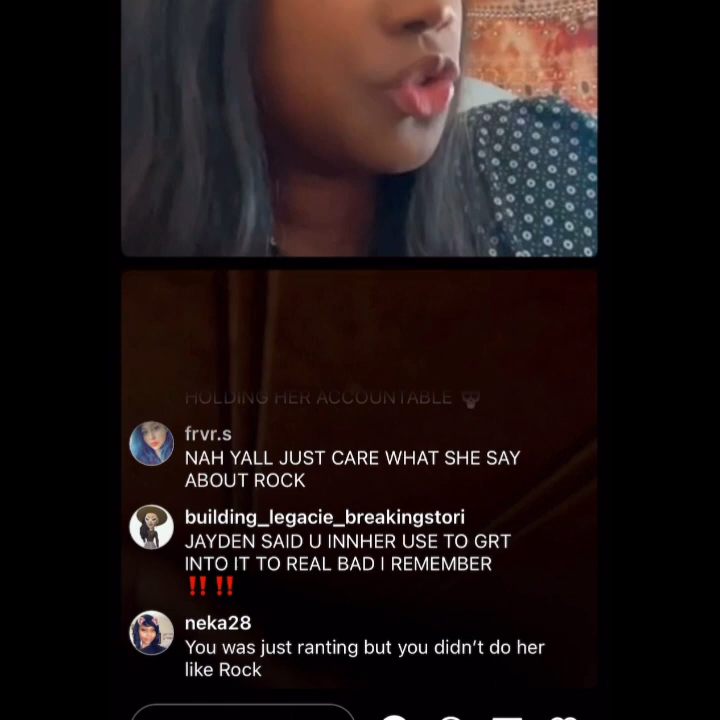 HOLDING HER ACCOUNTABLE 💀
frvr.s
NAH YALL JUST CARE WHAT SHE SAY
ABOUT ROCK
building_legacie_breakingstori
JAYDEN SAID U INNHER USE TO GRT
INTO IT TO REAL BAD I REMEMBER
‼️ ‼️
neka28
You was just ranting but you didn't do her
like Rock